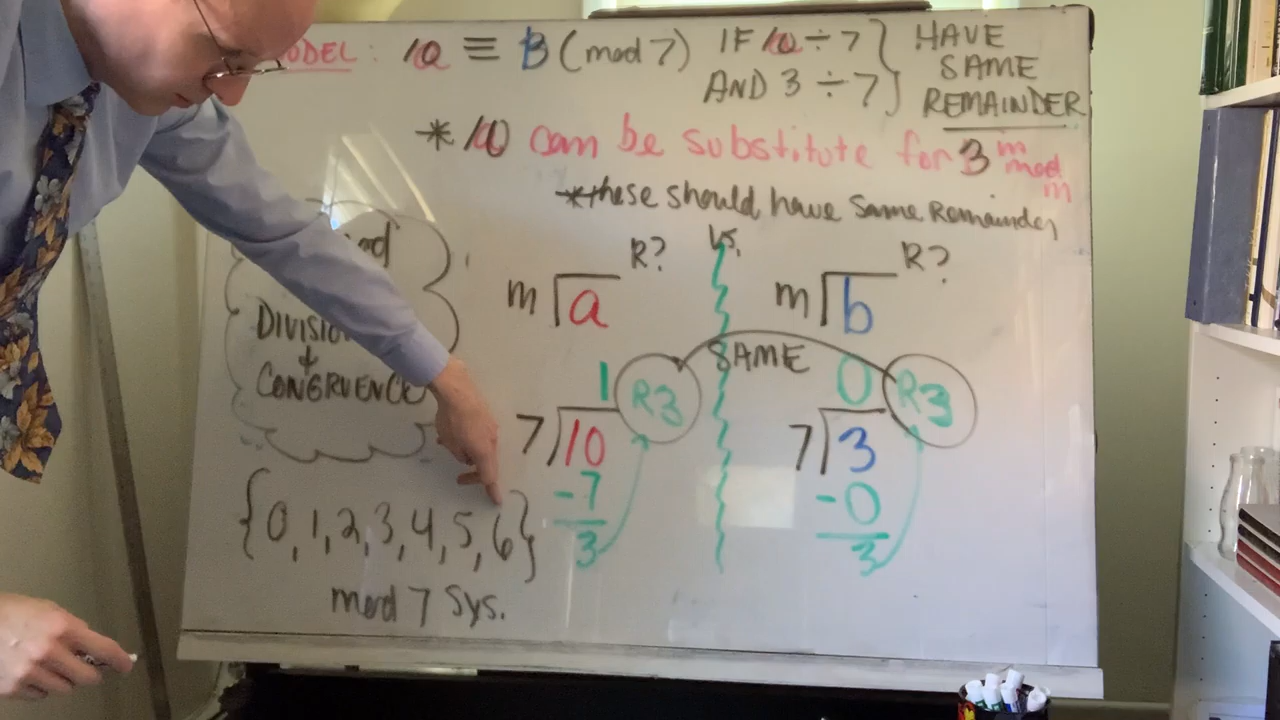 MODEL: 10 ≡ B (mod 7) IF 10 ÷ 7 } HAVE
AND 3 ÷ 7 SAME
REMAINDER
* 10 can be substitute for 3 m
mod
m
*these should have same Remainder
R? VS. R?
m a m b
DIVISION
+
CONGRUENCE
SAME
1 R3 0 R3
7 10 7 3
-7 -0
3 3
{0,1,2,3,4,5,6}
mod 7 Sys.